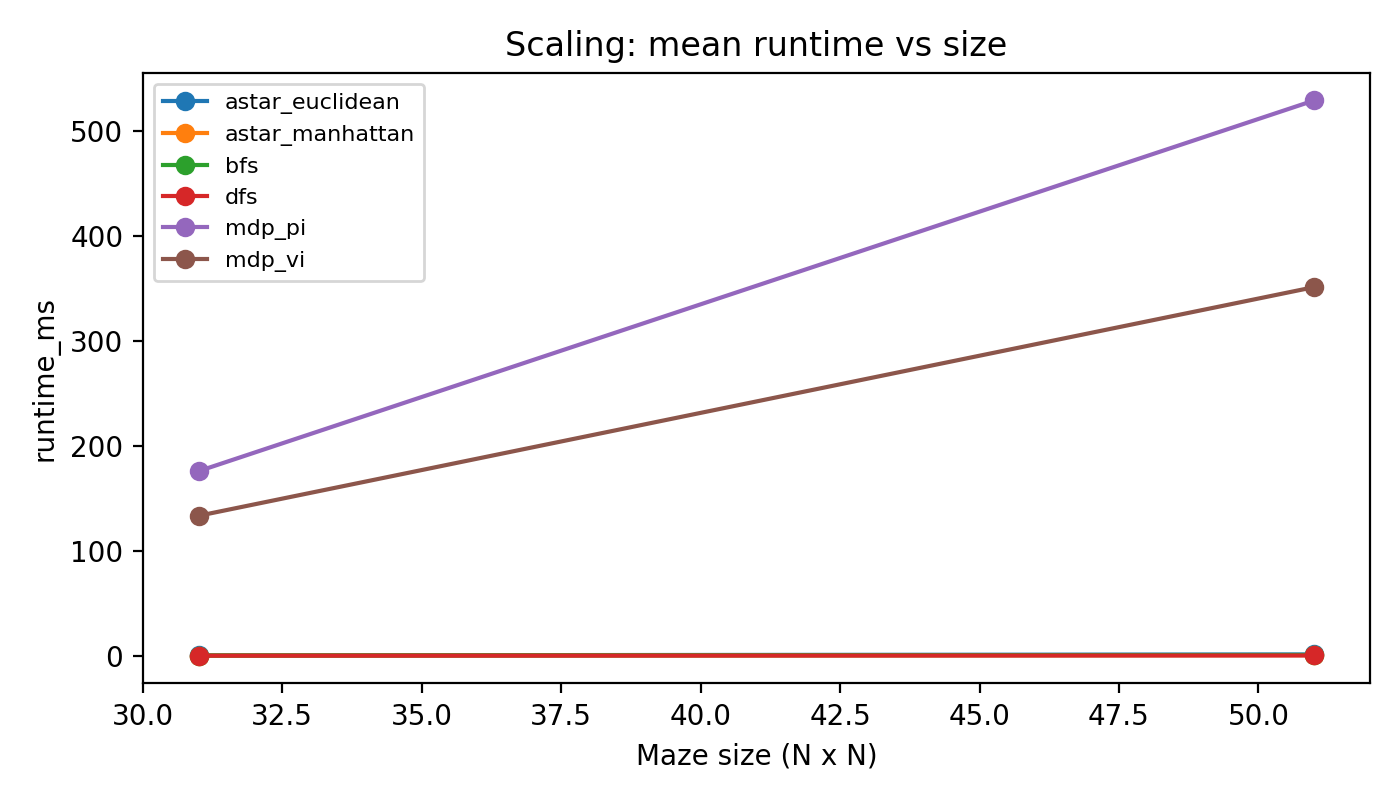 Scaling: mean runtime vs size
astar_euclidean
astar_manhattan
bfs
dfs
mdp_pi
mdp_vi
runtime_ms
500
400
300
200
100
0
30.0 32.5 35.0 37.5 40.0 42.5 45.0 47.5 50.0
Maze size (N x N)